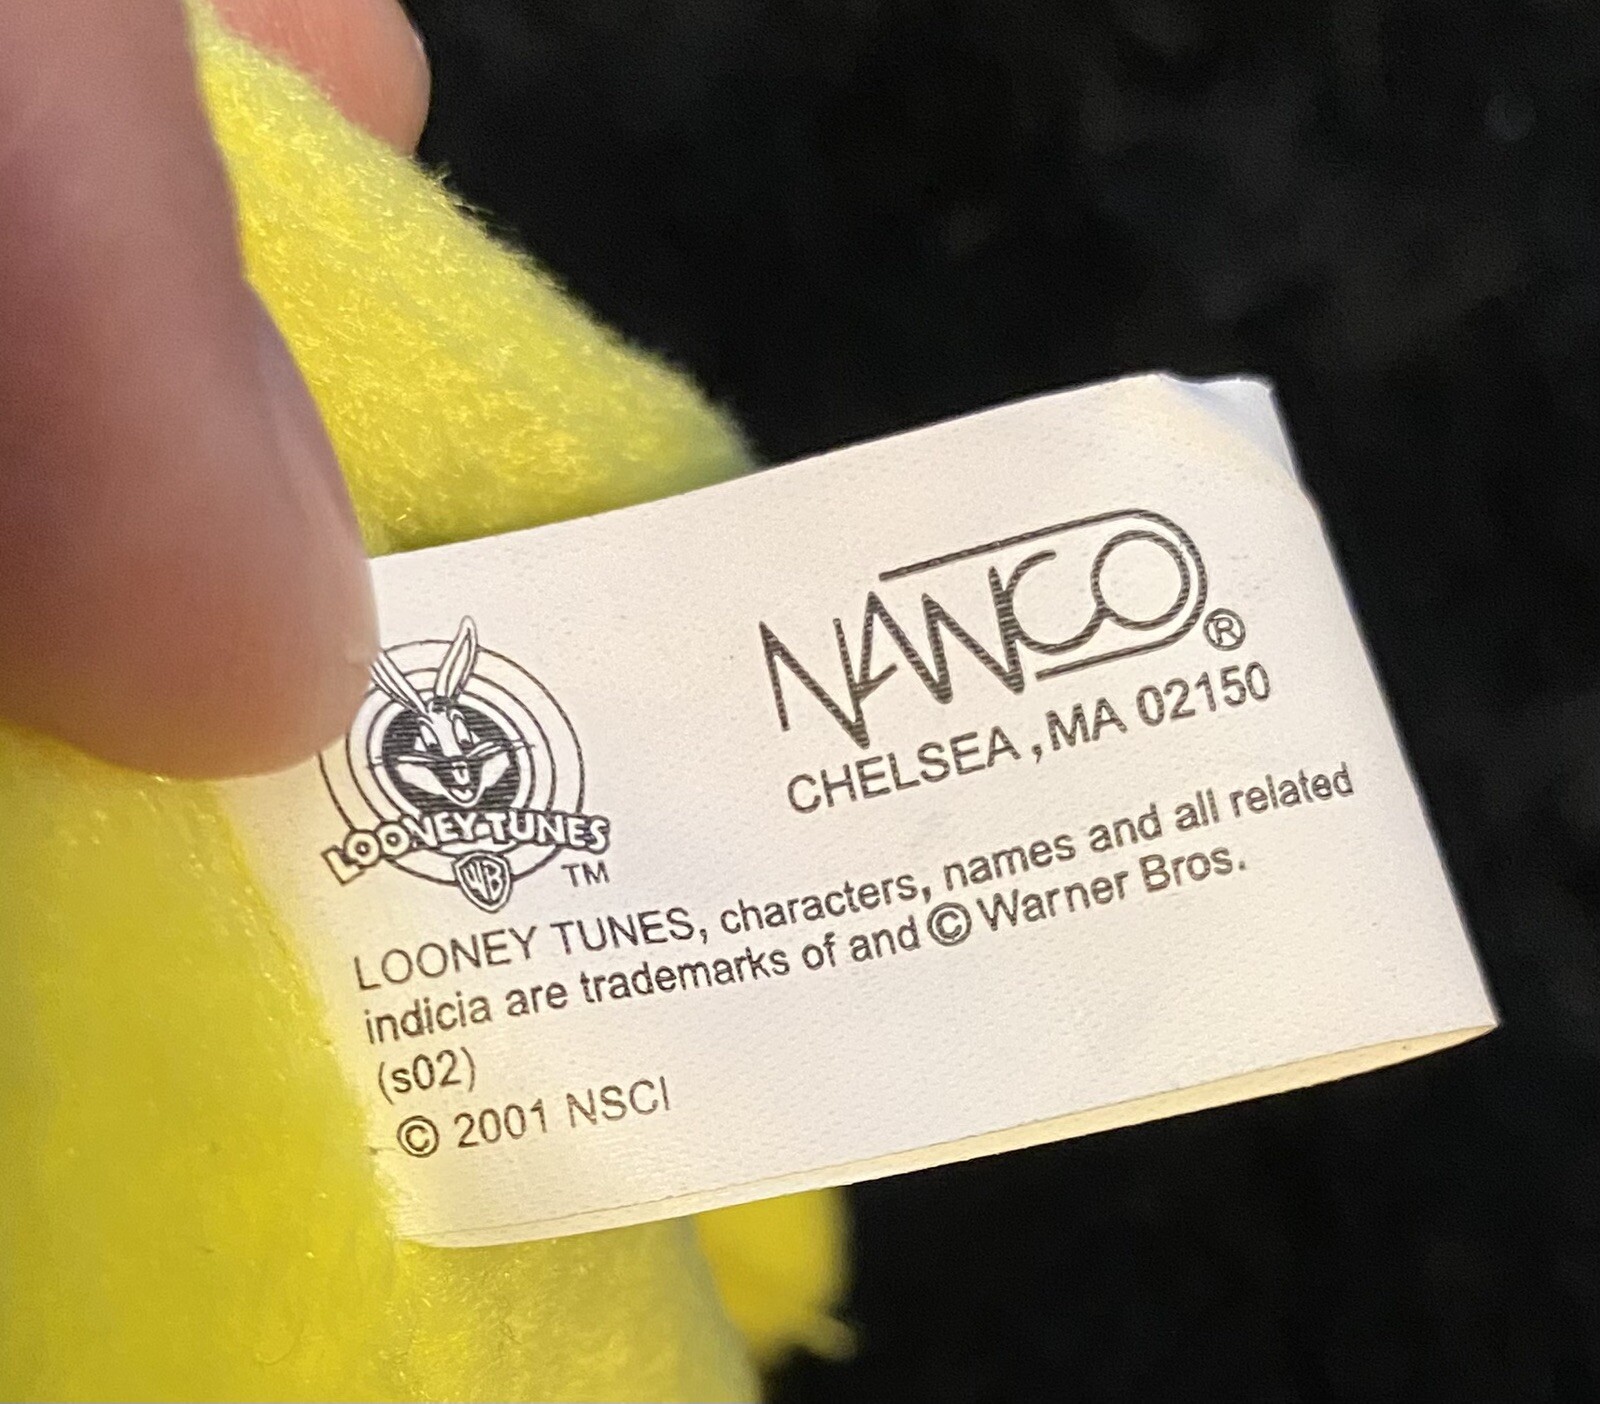 NANCO®
CHELSEA ,MA 02150
LOONEY TUNES
WB
TM
LOONEY TUNES, characters, names and all related
indicia are trademarks of and © Warner Bros.
(s02)
© 2001 NSCI